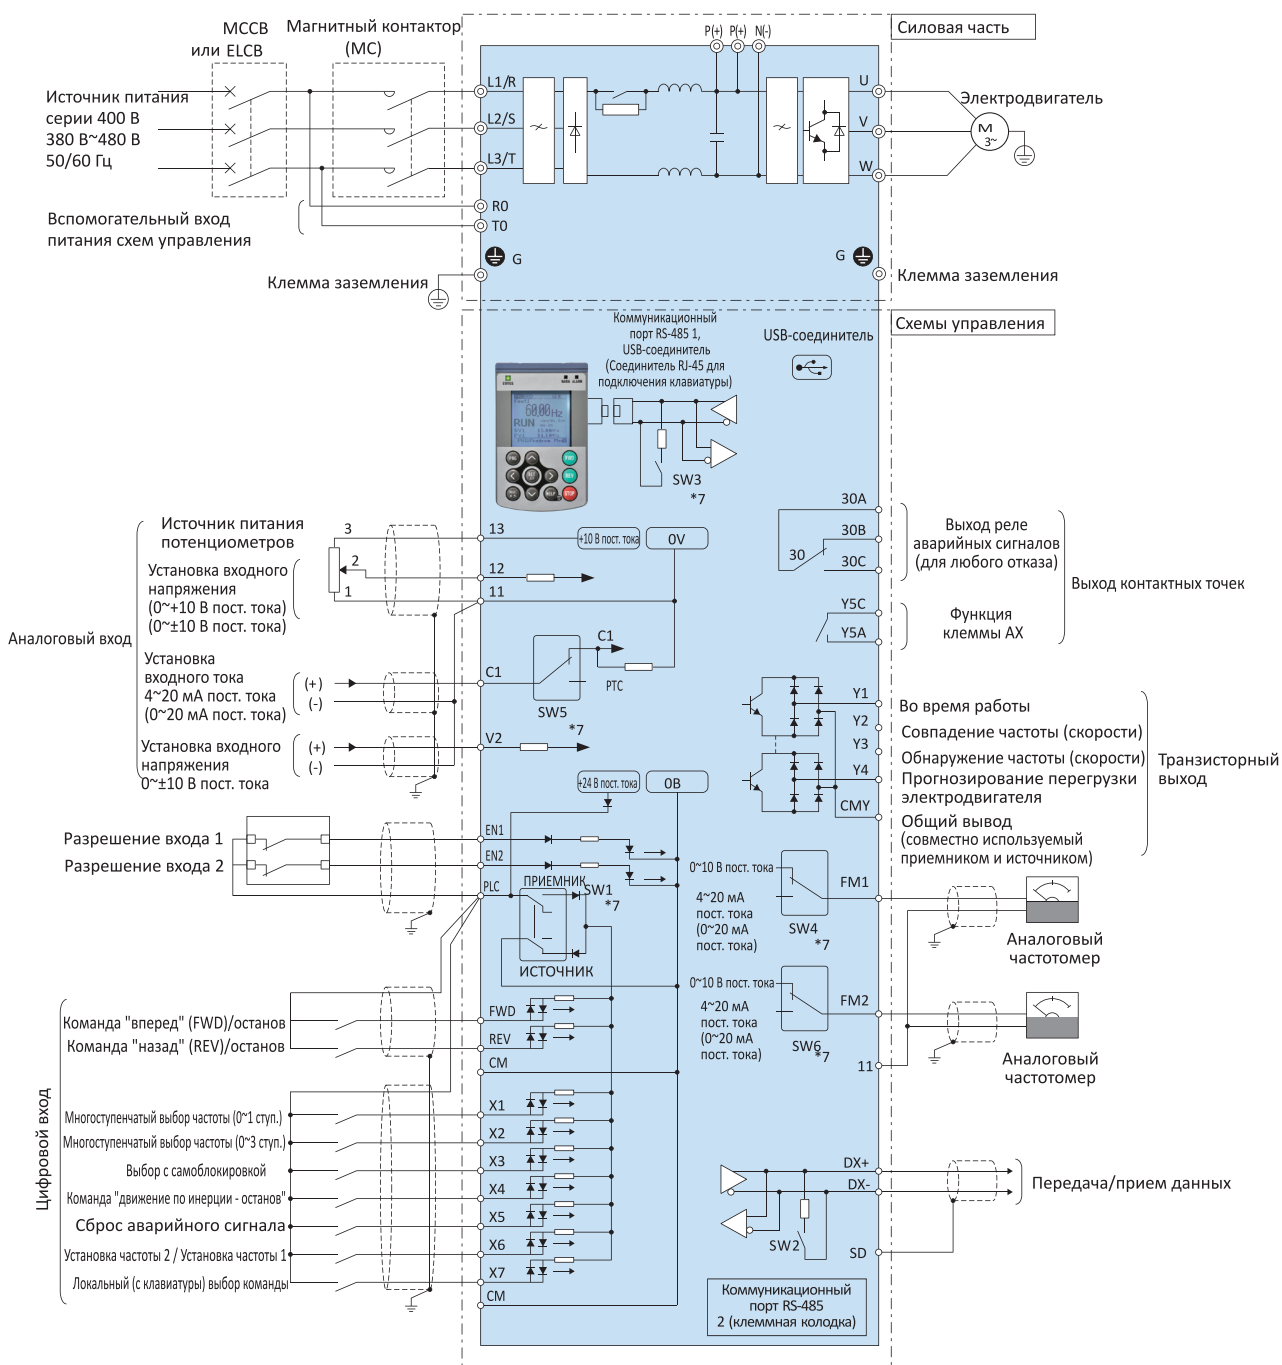 Силовая часть
MCCB
или ELCB
Магнитный контактор
(MC)
P(+) P(+) N(-)
Источник питания
серии 400 В
380 В~480 В
50/60 Гц
L1/R
L2/S
L3/T
U
V
W
Электродвигатель
M
3~
R0
T0
Вспомогательный вход
питания схем управления
G
G
Клемма заземления
Клемма заземления
Схемы управления
Коммуникационный
порт RS-485 1,
USB-соединитель
(Соединитель RJ-45 для
подключения клавиатуры)
USB-соединитель
60.00 Hz
RUN
FWD
REV
STOP
SW3
*7
30A
30B
30
30C
Выход реле
аварийных сигналов
(для любого отказа)
Выход контактных точек
Y5C
Y5A
Функция
клеммы AX
Аналоговый вход
Источник питания
потенциометров
3
2
1
13
+10 В пост. тока
0V
12
11
Установка входного
напряжения
(0~+10 В пост. тока)
(0~±10 В пост. тока)
Установка
входного тока
4~20 мА пост. тока
(0~20 мА пост. тока)
(+)
(-)
C1
C1
PTC
SW5
*7
Установка входного
напряжения
0~±10 В пост. тока
(+)
(-)
V2
+24 В пост. тока
0В
Y1
Y2
Y3
Y4
CMY
Во время работы
Совпадение частоты (скорости)
Обнаружение частоты (скорости)
Прогнозирование перегрузки
электродвигателя
Общий вывод
(совместно используемый
приемником и источником)
Транзисторный
выход
Разрешение входа 1
Разрешение входа 2
EN1
EN2
PLC
ПРИЕМНИК
SW1
*7
ИСТОЧНИК
0~10 В пост. тока
4~20 мА
пост. тока
(0~20 мА
пост. тока)
SW4
*7
FM1
Аналоговый
частотомер
0~10 В пост. тока
4~20 мА
пост. тока
(0~20 мА
пост. тока)
SW6
*7
FM2
11
Аналоговый
частотомер
Цифровой вход
Команда "вперед" (FWD)/останов
Команда "назад" (REV)/останов
FWD
REV
CM
Многоступенчатый выбор частоты (0~1 ступ.)
Многоступенчатый выбор частоты (0~3 ступ.)
Выбор с самоблокировкой
Команда "движение по инерции - останов"
Сброс аварийного сигнала
Установка частоты 2 / Установка частоты 1
Локальный (с клавиатуры) выбор команды
X1
X2
X3
X4
X5
X6
X7
CM
DX+
DX-
SW2
SD
Передача/прием данных
Коммуникационный
порт RS-485
2 (клеммная колодка)